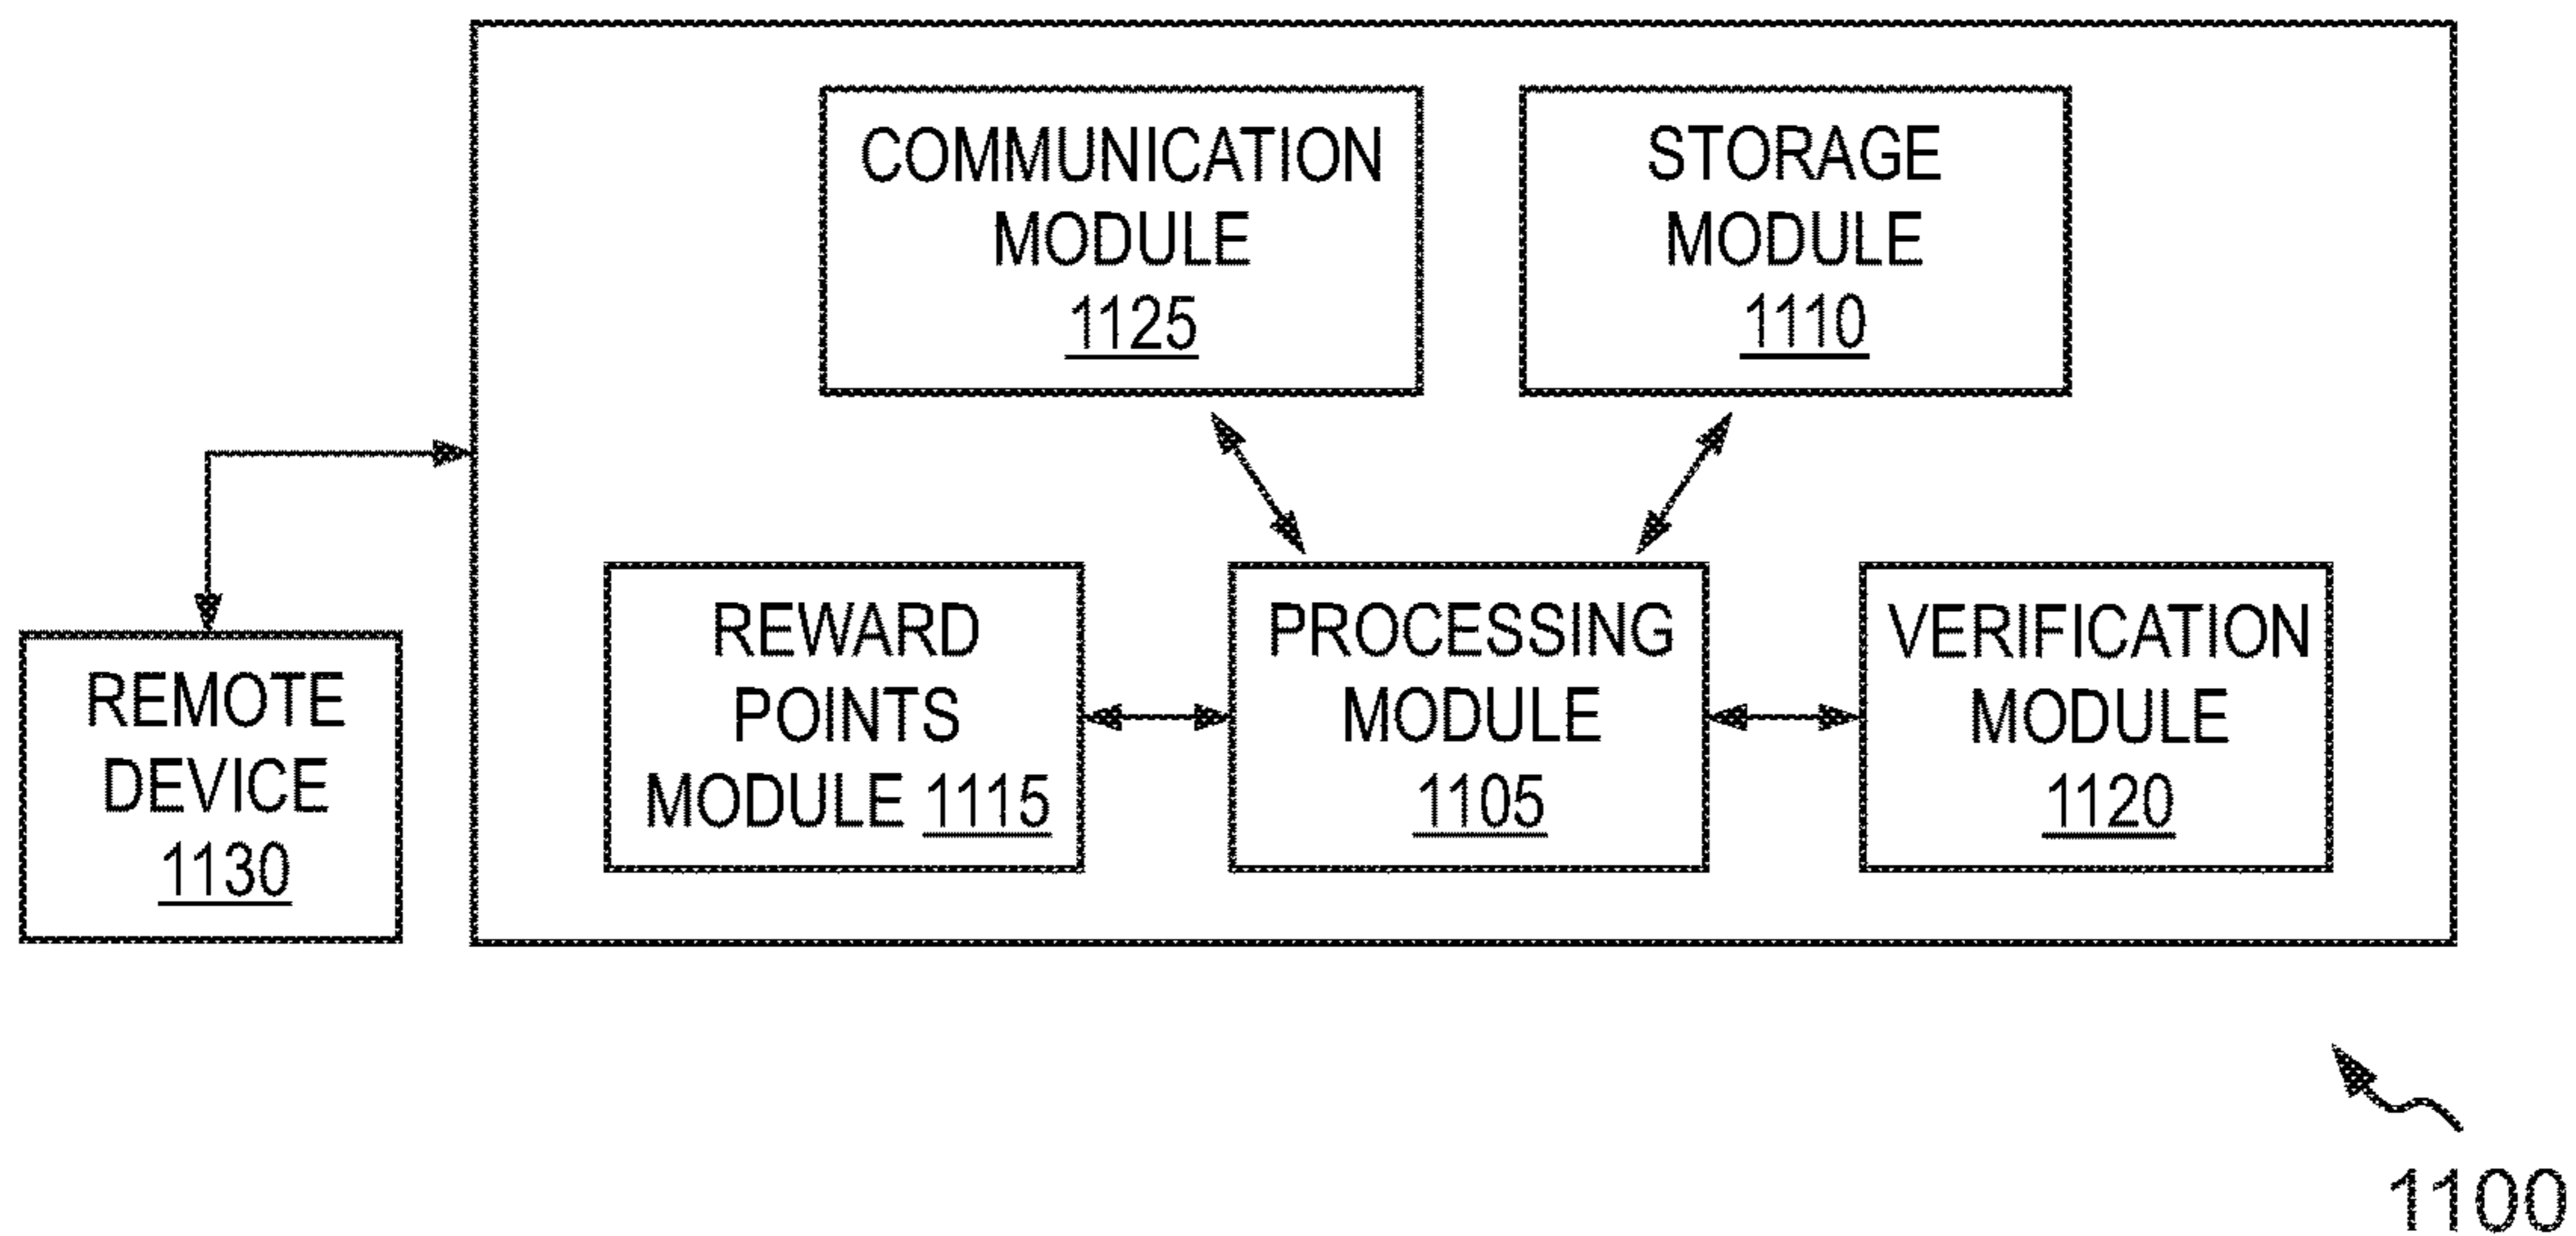 COMMUNICATION
MODULE
1125
STORAGE
MODULE
1110
REWARD
POINTS
MODULE 1115
PROCESSING
MODULE
1105
VERIFICATION
MODULE
1120
REMOTE
DEVICE
1130
1100